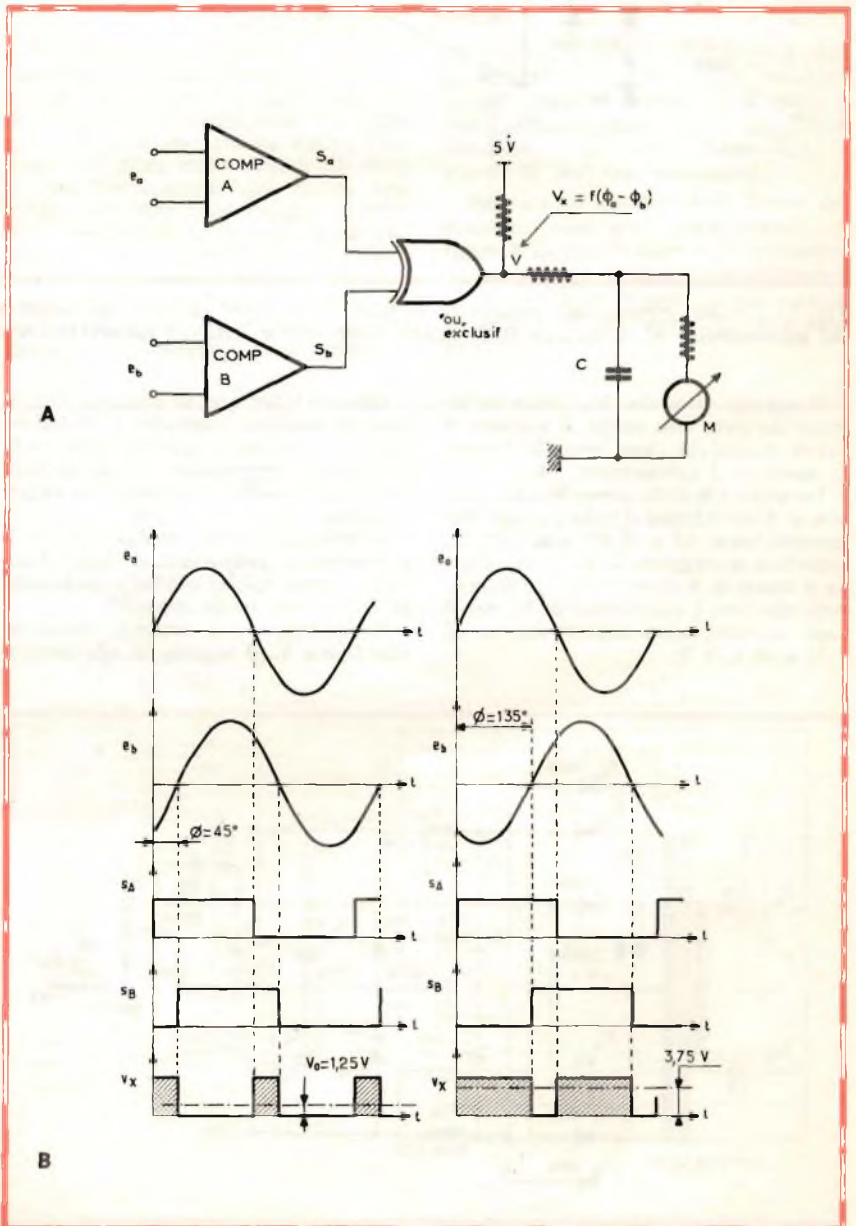 COMP
A
COMP
B
ea
eb
Sa
Sb
"ou"
exclusif
5 V
Vx = f(ϕa-ϕb)
V
C
M
A
ea
t
eb
Ø=45°
t
SA
t
SB
t
Vx
V0=1,25V
t
ea
t
Ø=135°
eb
t
SA
t
SB
t
3,75 V
Vx
t
B